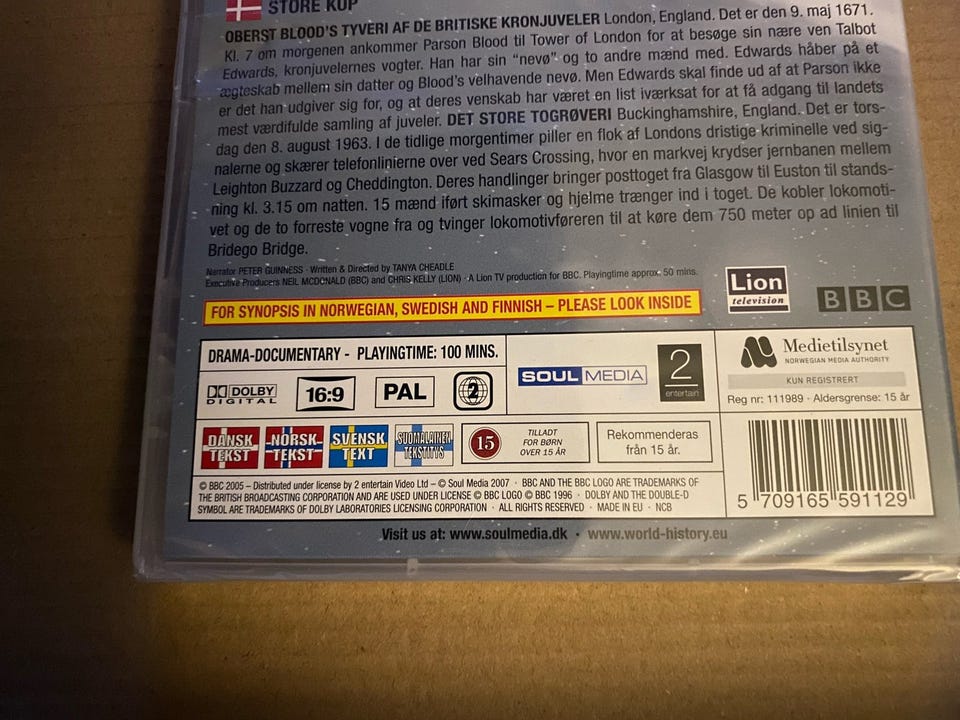 STORE KUP
OBERST BLOOD'S TYVERI AF DE BRITISKE KRONJUVELER London, England. Det er den 9. maj 1671.
Kl. 7 om morgenen ankommer Parson Blood til Tower of London for at besøge sin nære ven Talbot
Edwards, kronjuvelernes vogter. Han har sin "nevø" og to andre mænd med. Edwards håber på et
ægteskab mellem sin datter og Blood's velhavende nevø. Men Edwards skal finde ud af at Parson ikke
er det han udgiver sig for, og at deres venskab har været en list iværksat for at få adgang til landets
mest værdifulde samling af juveler. DET STORE TOGRØVERI Buckinghamshire, England. Det er tors-
dag den 8. august 1963. I de tidlige morgentimer piller en flok af Londons dristige kriminelle ved sig-
nalerne og skærer telefonlinierne over ved Sears Crossing, hvor en markvej krydser jernbanen mellem
Leighton Buzzard og Cheddington. Deres handlinger bringer posttoget fra Glasgow til Euston til stands-
ning kl. 3.15 om natten. 15 mænd iført skimasker og hjelme trænger ind i toget. De kobler lokomoti-
vet og de to forreste vogne fra og tvinger lokomotivføreren til at køre dem 750 meter op ad linien til
Bridego Bridge.
Narrator PETER GUINNESS · Written & Directed by TANYA CHEADLE
Executive Producers NEIL MCDONALD (BBC) and CHRIS KELLY (LION) · A Lion TV production for BBC. Playingtime approx. 50 mins.
Lion
television
BBC
FOR SYNOPSIS IN NORWEGIAN, SWEDISH AND FINNISH – PLEASE LOOK INSIDE
DRAMA-DOCUMENTARY - PLAYINGTIME: 100 MINS.
DOLBY
DIGITAL
16:9
PAL
2
SOUL MEDIA
2
entertain
Medietilsynet
NORWEGIAN MEDIA AUTHORITY
KUN REGISTRERT
Reg nr: 111989 · Aldersgrense: 15 år
DANSK
TEKST
NORSK
TEKST
SVENSK
TEXT
SUOMALAINEN
TEKSTITYS
15
TILLADT
FOR BØRN
OVER 15 ÅR
Rekommenderas
från 15 år.
© BBC 2005 – Distributed under license by 2 entertain Video Ltd – © Soul Media 2007 · BBC AND THE BBC LOGO ARE TRADEMARKS OF
THE BRITISH BROADCASTING CORPORATION AND ARE USED UNDER LICENSE © BBC LOGO © BBC 1996 · DOLBY AND THE DOUBLE-D
SYMBOL ARE TRADEMARKS OF DOLBY LABORATORIES LICENSING CORPORATION · ALL RIGHTS RESERVED · MADE IN EU · NCB
5 709165 591129
Visit us at: www.soulmedia.dk · www.world-history.eu